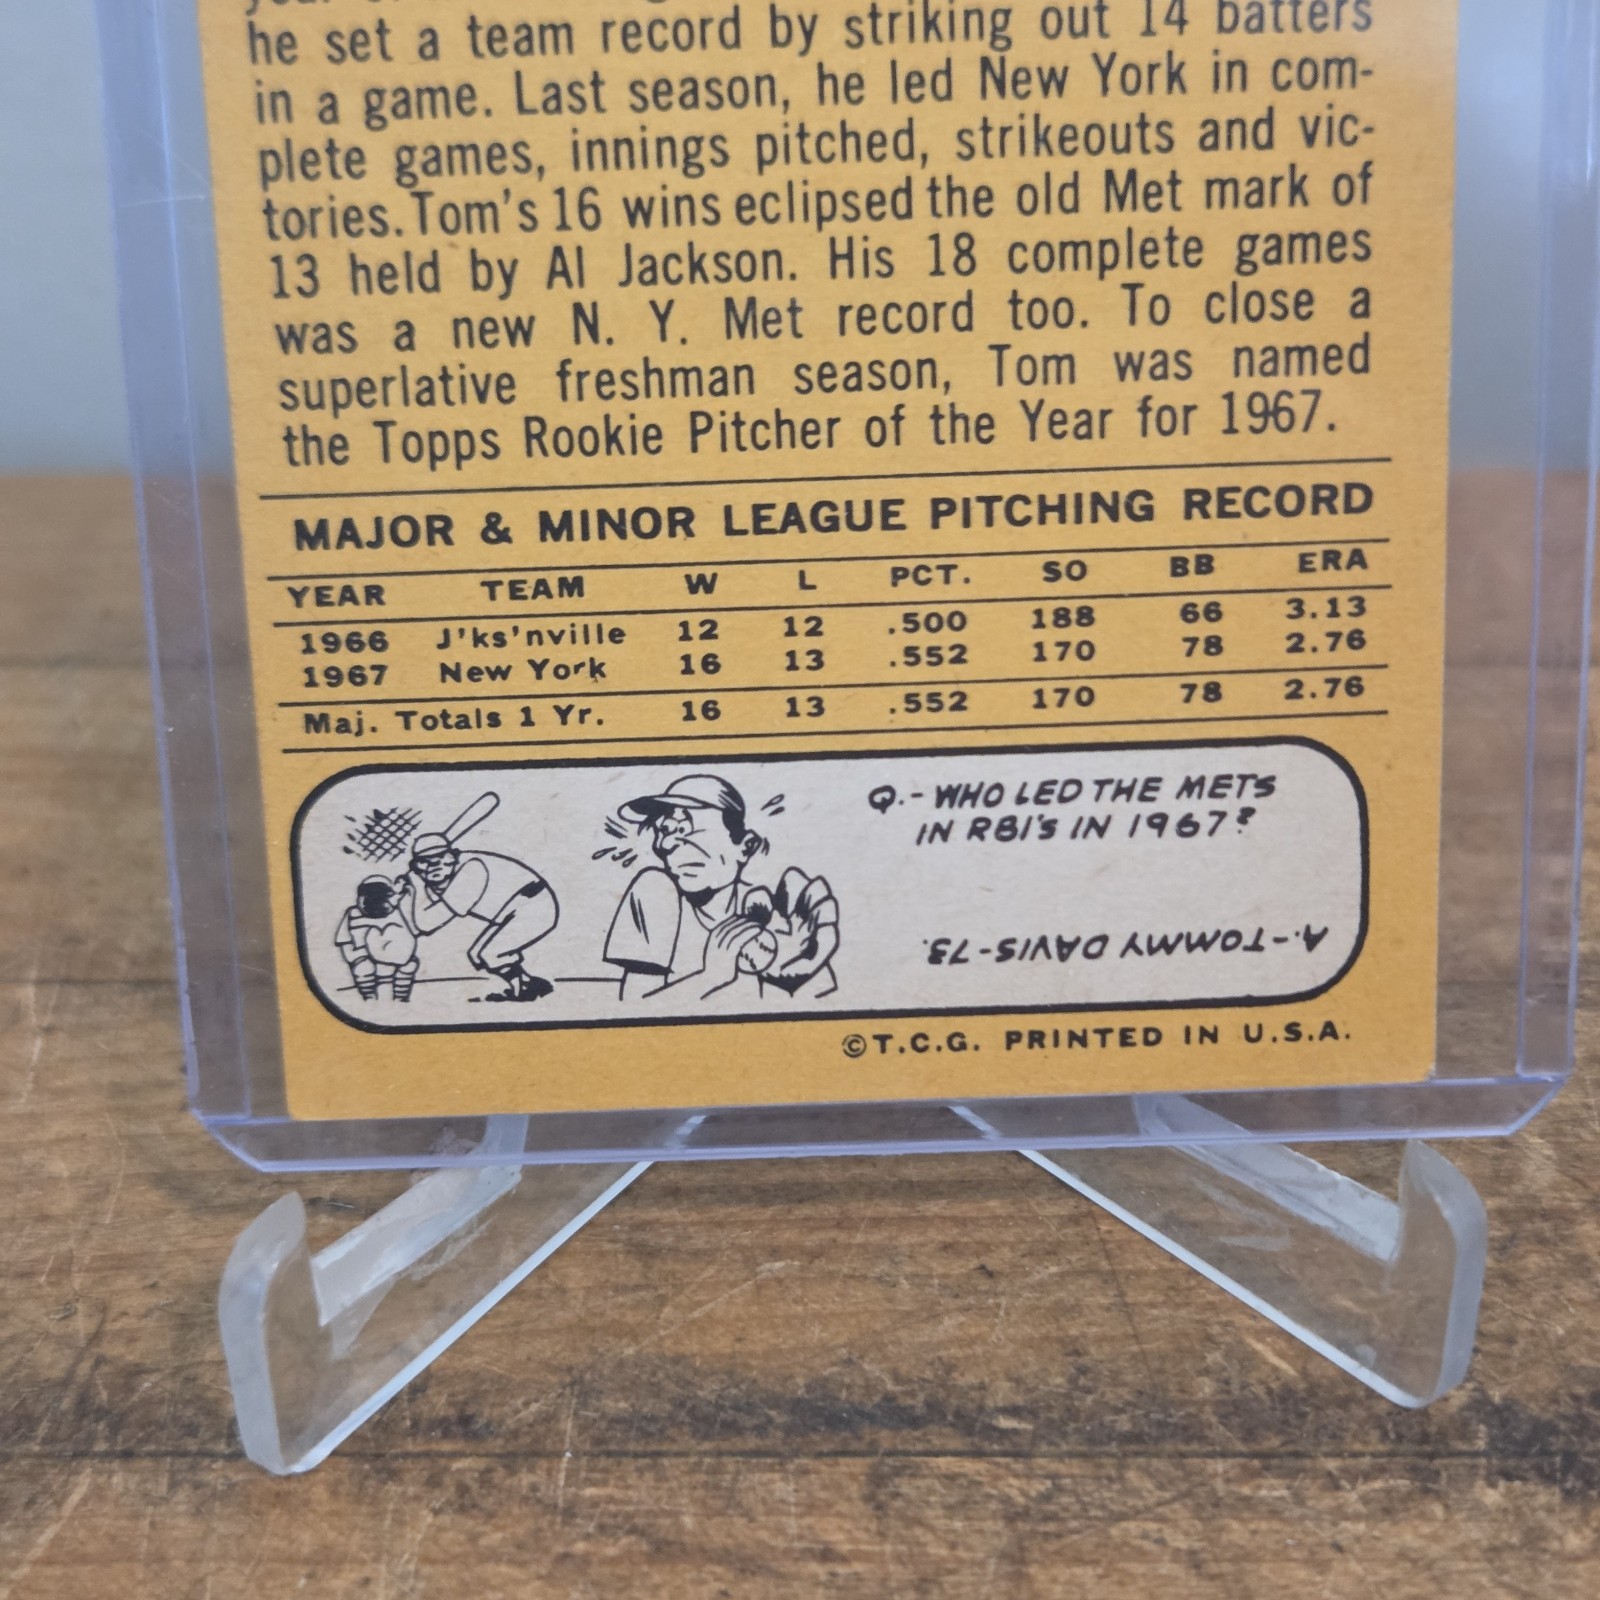 he set a team record by striking out 14 batters
in a game. Last season, he led New York in com-
plete games, innings pitched, strikeouts and vic-
tories. Tom's 16 wins eclipsed the old Met mark of
13 held by Al Jackson. His 18 complete games
was a new N. Y. Met record too. To close a
superlative freshman season, Tom was named
the Topps Rookie Pitcher of the Year for 1967.
MAJOR & MINOR LEAGUE PITCHING RECORD
YEAR TEAM W L PCT. SO BB ERA
1966 J'ks'nville 12 12 .500 188 66 3.13
1967 New York 16 13 .552 170 78 2.76
Maj. Totals 1 Yr. 16 13 .552 170 78 2.76
Q.- WHO LED THE METS
IN RBI'S IN 1967?
A.-TOMMY DAVIS-73.
©T.C.G. PRINTED IN U.S.A.